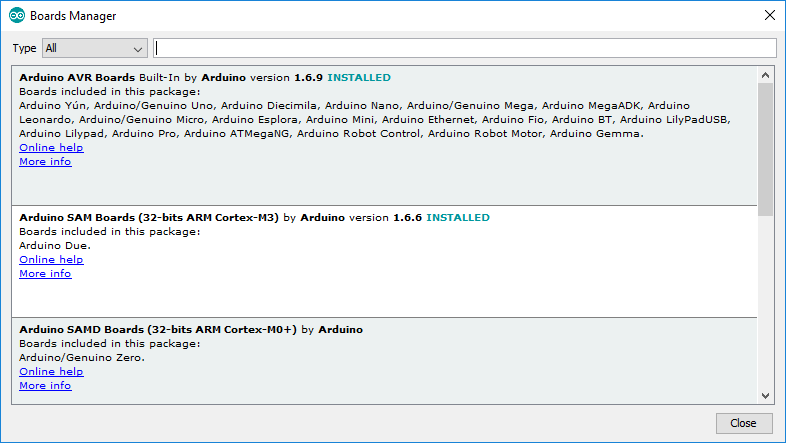 Boards Manager
Type All
Arduino AVR Boards Built-In by Arduino version 1.6.9 INSTALLED
Boards included in this package:
Arduino Yún, Arduino/Genuino Uno, Arduino Diecimila, Arduino Nano, Arduino/Genuino Mega, Arduino MegaADK, Arduino
Leonardo, Arduino/Genuino Micro, Arduino Esplora, Arduino Mini, Arduino Ethernet, Arduino Fio, Arduino BT, Arduino LilyPadUSB,
Arduino Lilypad, Arduino Pro, Arduino ATMegaNG, Arduino Robot Control, Arduino Robot Motor, Arduino Gemma.
Online help
More info
Arduino SAM Boards (32-bits ARM Cortex-M3) by Arduino version 1.6.6 INSTALLED
Boards included in this package:
Arduino Due.
Online help
More info
Arduino SAMD Boards (32-bits ARM Cortex-M0+) by Arduino
Boards included in this package:
Arduino/Genuino Zero.
Online help
More info
Close